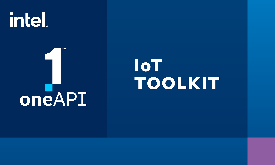 intel.
1
oneAPI
IoT
TOOLKIT